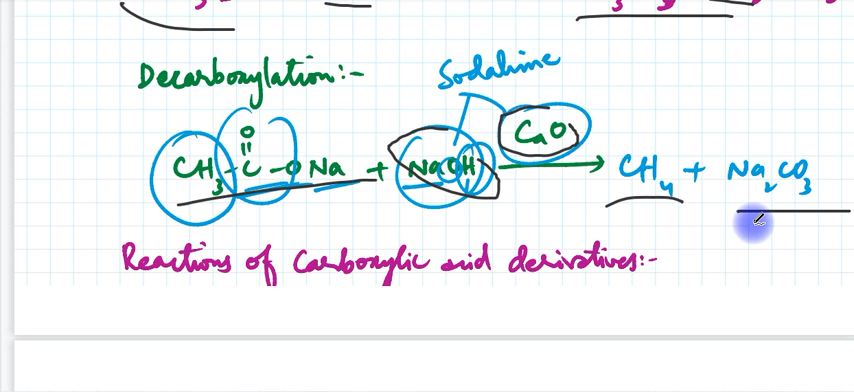 Decarboxylation:-
Sodalime
CaO
O
||
CH3-C-ONa + NaOH → CH4 + Na2CO3
Reactions of Carboxylic acid derivatives:-